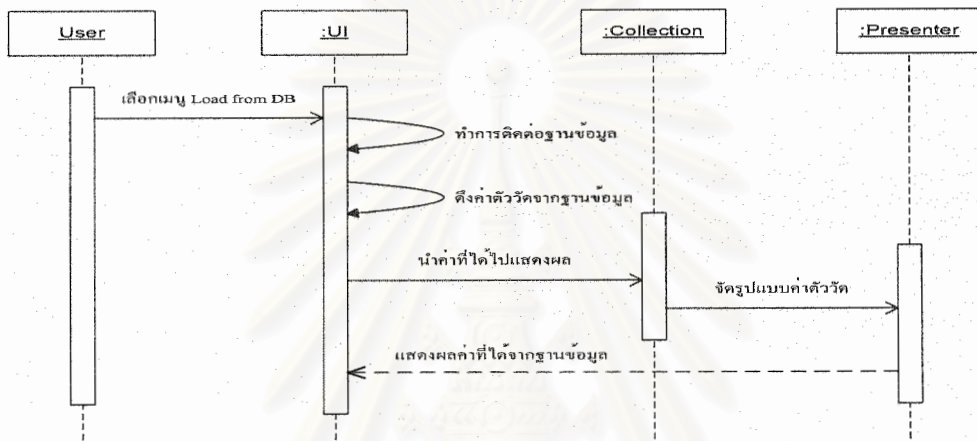 User
:UI
:Collection
:Presenter
เลือกเมนู Load from DB
ทำการติดต่อฐานข้อมูล
ดึงค่าตัววัดจากฐานข้อมูล
นำค่าที่ได้ไปแสดงผล
จัดรูปแบบค่าตัววัด
แสดงผลค่าที่ได้จากฐานข้อมูล